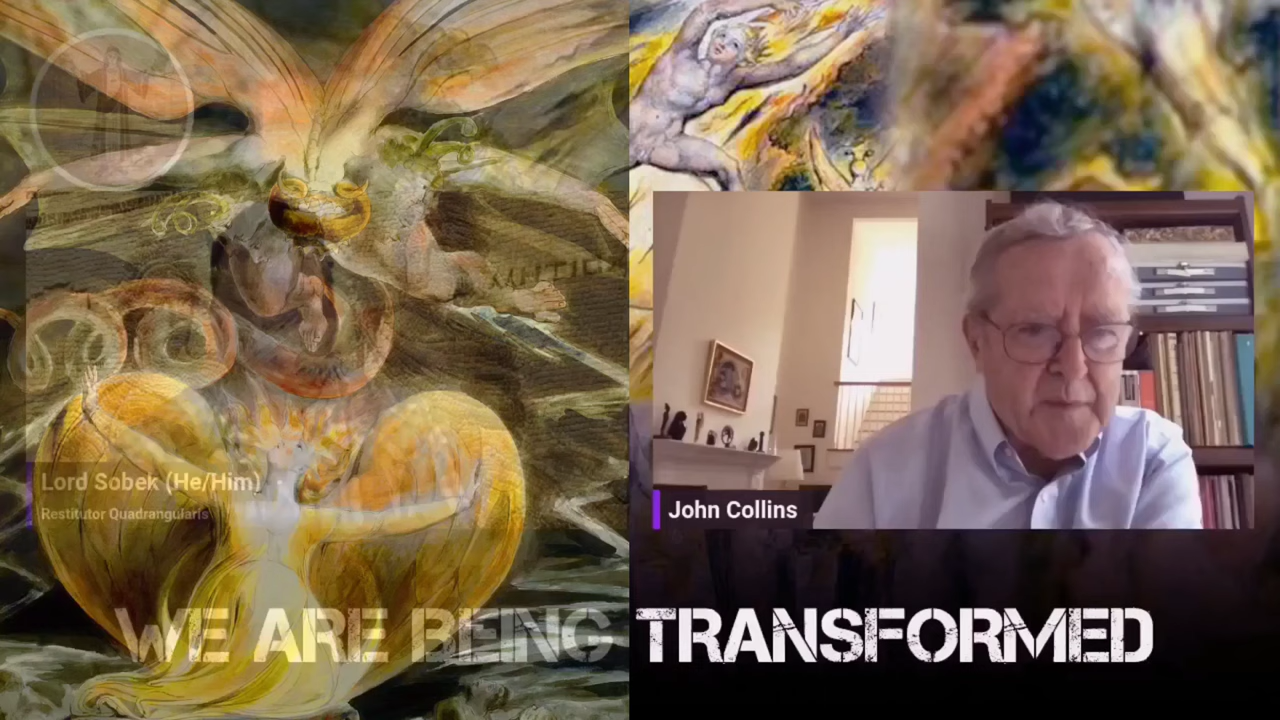 Lord Sobek (He/Him)
Restitutor Quadrangularis
John Collins
WE ARE BEING TRANSFORMED